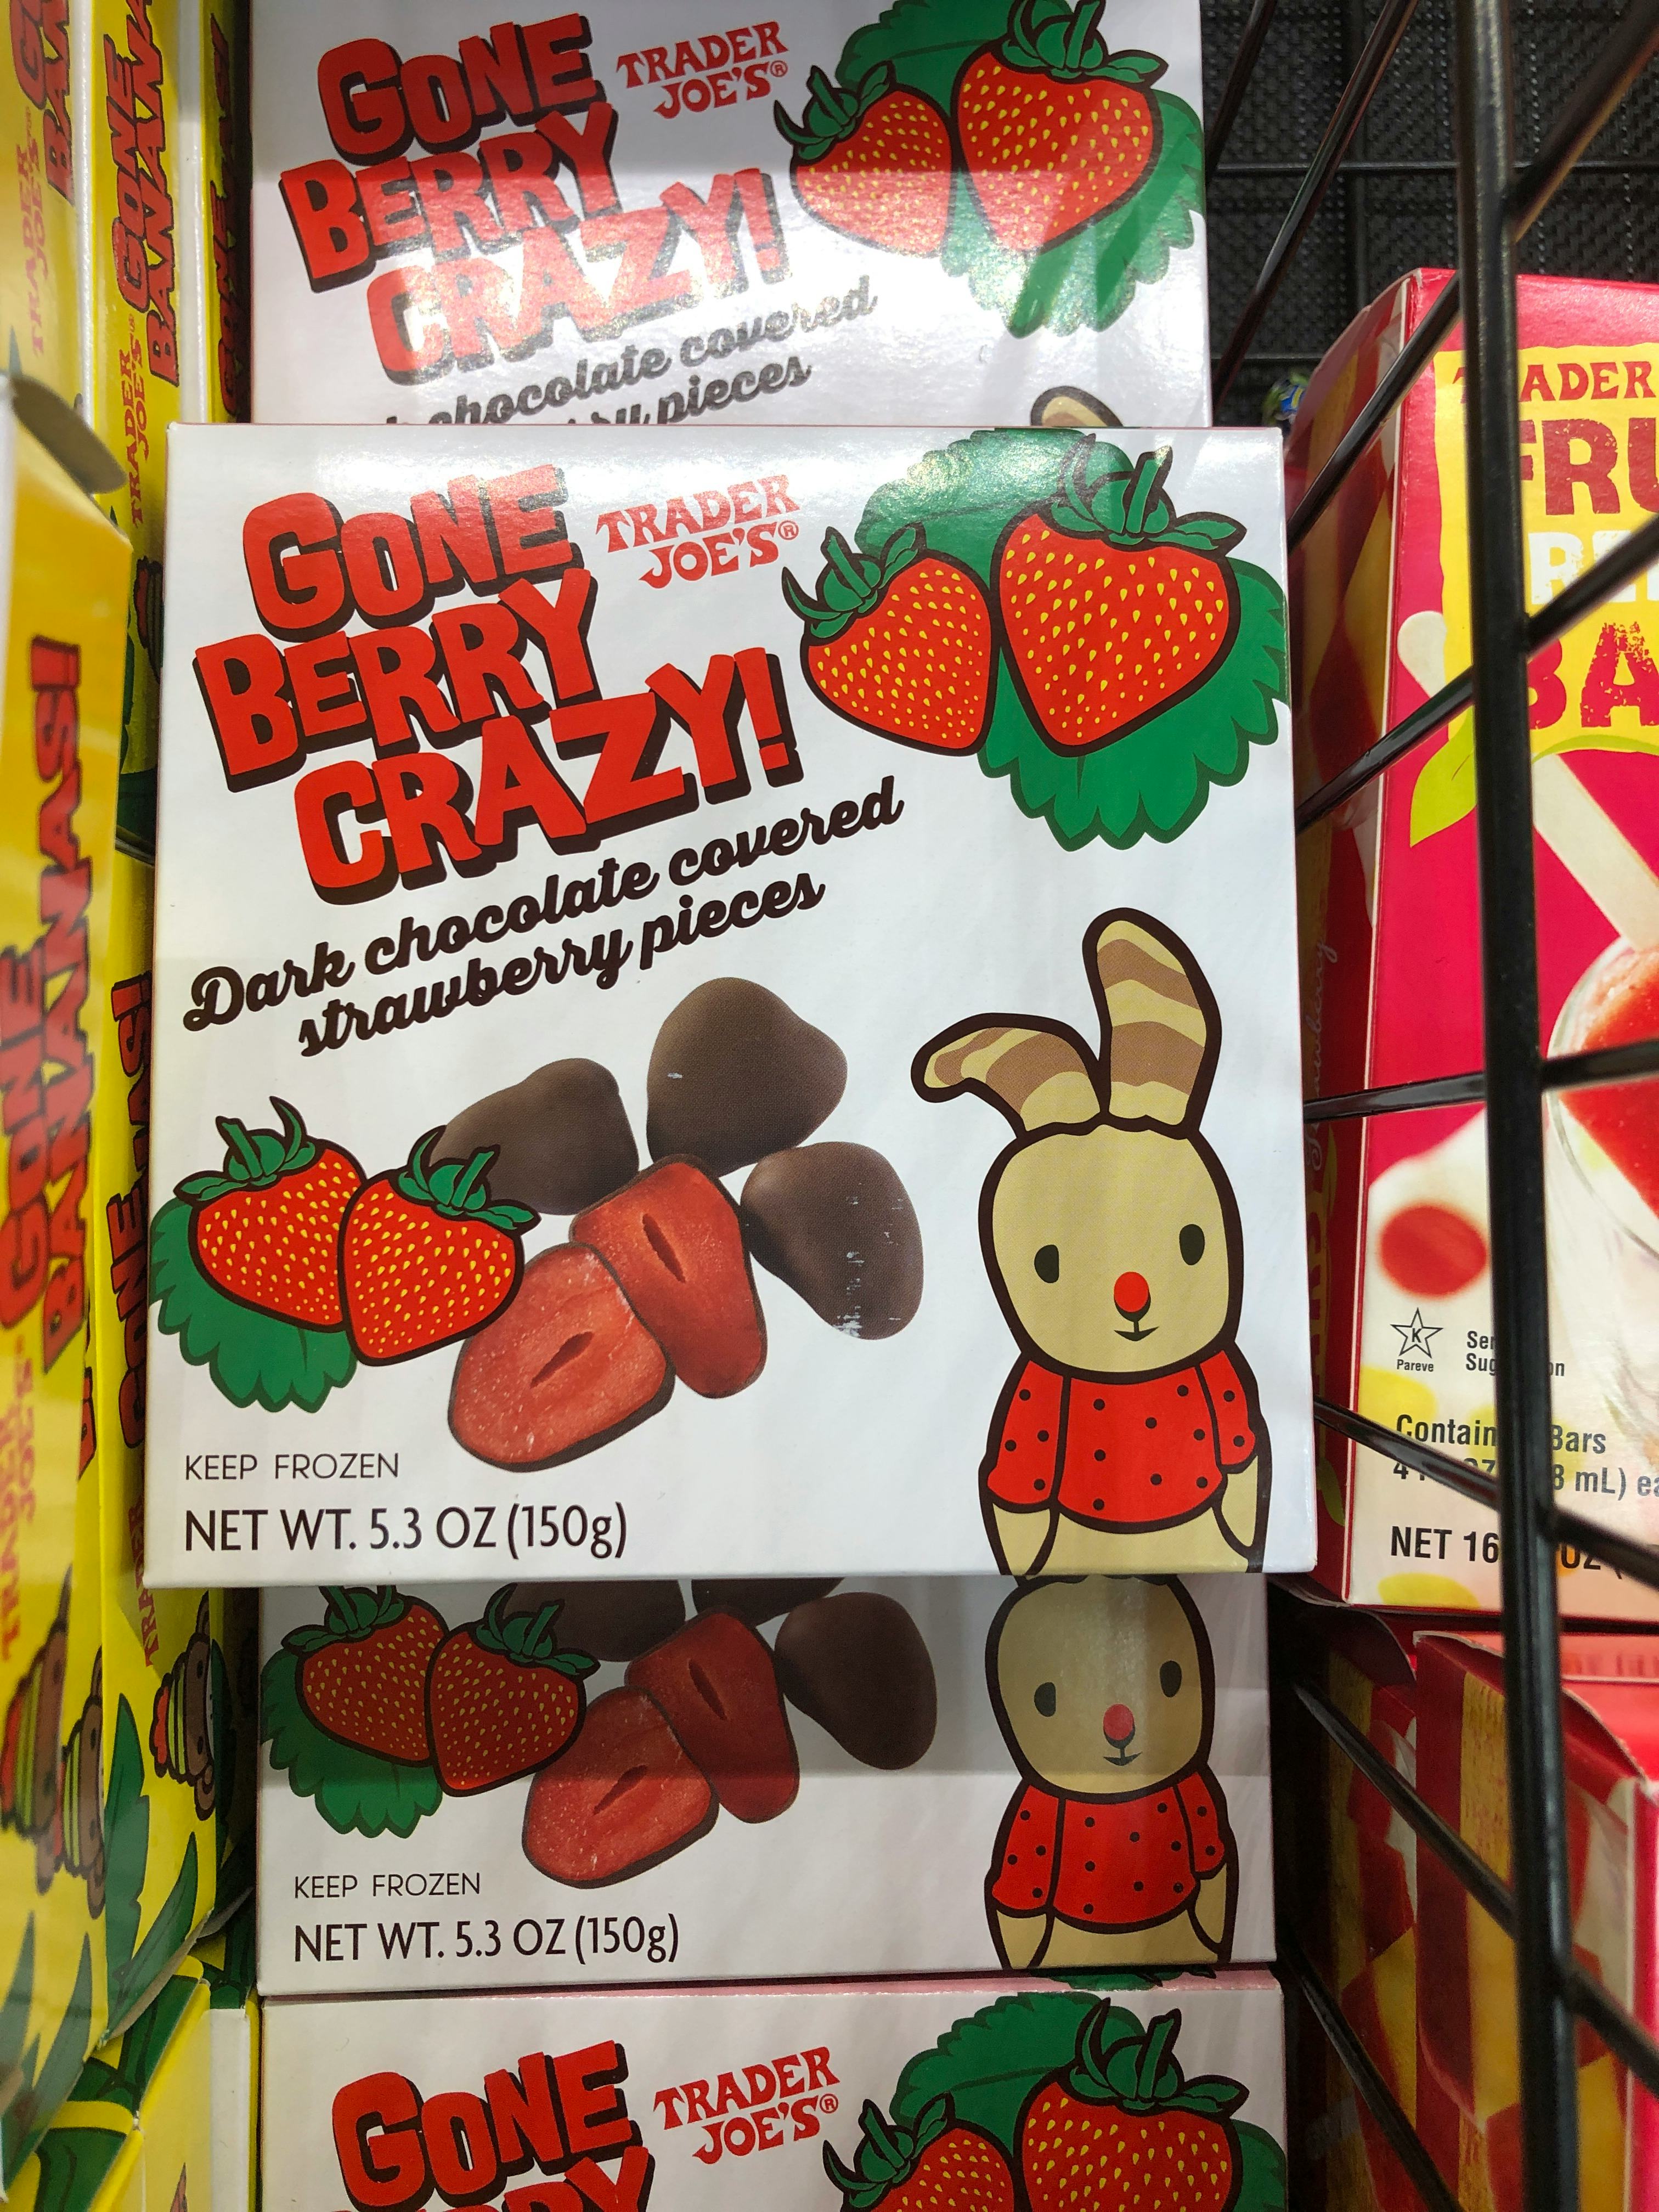 GONE
BERRY
CRAZY!
TRADER
JOE'S®
chocolate covered
pieces
GONE
BERRY
CRAZY!
TRADER
JOE'S®
Dark chocolate covered
strawberry pieces
KEEP FROZEN
NET WT. 5.3 OZ (150g)
KEEP FROZEN
NET WT. 5.3 OZ (150g)
GONE
TRADER
JOE'S®
GONE
BANANAS!
TRADER
JOE'S
GONE
TRADER
JOE'S®
K
Pareve
NET 16